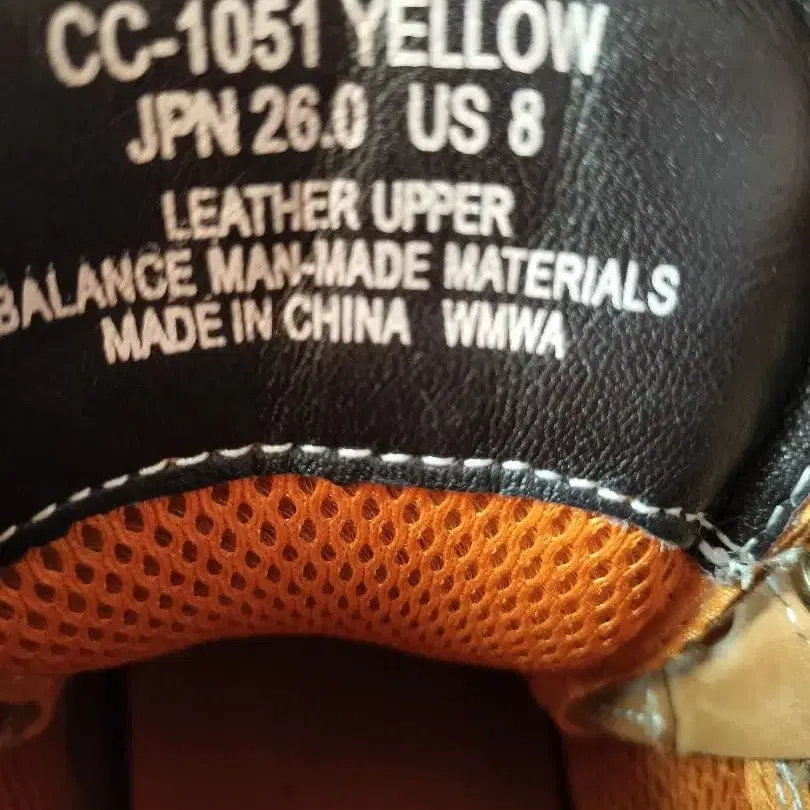 CC-1051 YELLOW
JPN 26.0 US 8
LEATHER UPPER
BALANCE MAN-MADE MATERIALS
MADE IN CHINA WMWA